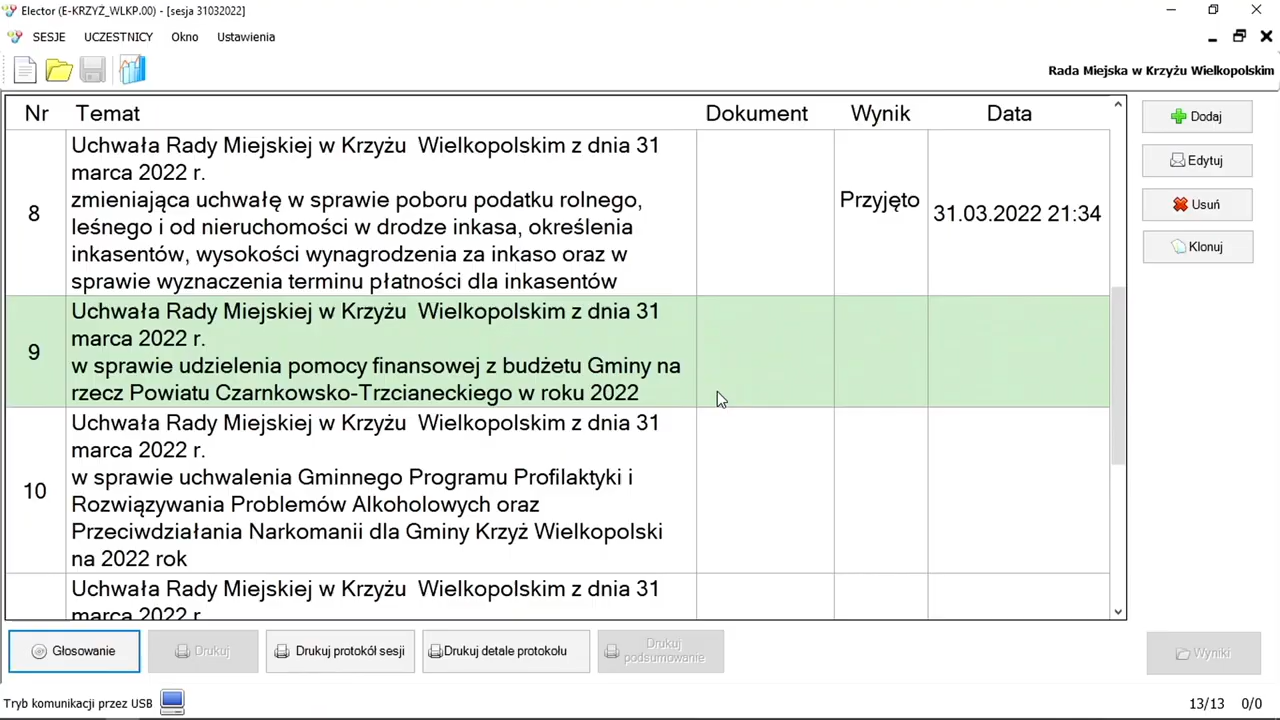 Elector (E-KRZYŻ_WLKP.00) - [sesja 31032022]
SESJE UCZESTNICY Okno Ustawienia
Rada Miejska w Krzyżu Wielkopolskim
Nr Temat Dokument Wynik Data
Uchwała Rady Miejskiej w Krzyżu Wielkopolskim z dnia 31
marca 2022 r.
zmieniająca uchwałę w sprawie poboru podatku rolnego,
leśnego i od nieruchomości w drodze inkasa, określenia
inkasentów, wysokości wynagrodzenia za inkaso oraz w
sprawie wyznaczenia terminu płatności dla inkasentów
8
Przyjęto
31.03.2022 21:34
Uchwała Rady Miejskiej w Krzyżu Wielkopolskim z dnia 31
marca 2022 r.
w sprawie udzielenia pomocy finansowej z budżetu Gminy na
rzecz Powiatu Czarnkowsko-Trzcianeckiego w roku 2022
9
Uchwała Rady Miejskiej w Krzyżu Wielkopolskim z dnia 31
marca 2022 r.
w sprawie uchwalenia Gminnego Programu Profilaktyki i
Rozwiązywania Problemów Alkoholowych oraz
Przeciwdziałania Narkomanii dla Gminy Krzyż Wielkopolski
na 2022 rok
10
Uchwała Rady Miejskiej w Krzyżu Wielkopolskim z dnia 31
marca 2022 r.
Dodaj
Edytuj
Usuń
Klonuj
Głosowanie
Drukuj
Drukuj protokół sesji
Drukuj detale protokołu
Drukuj
podsumowanie
Wyniki
Tryb komunikacji przez USB
13/13 0/0